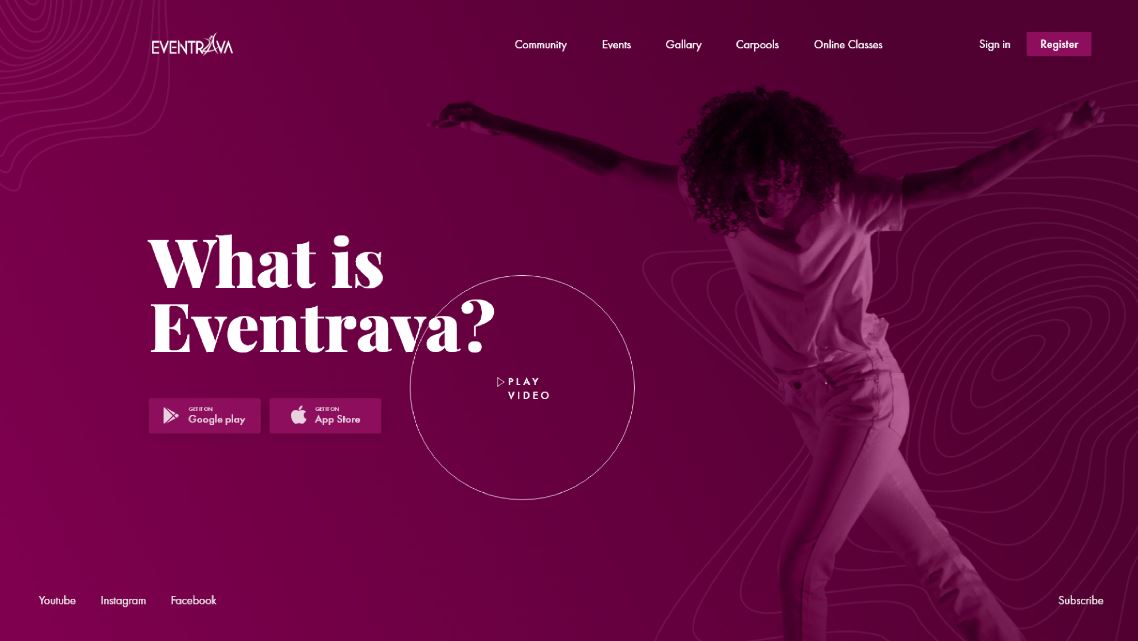 EVENTRAVA
Community Events Gallary Carpools Online Classes Sign in Register
What is
Eventrava?
PLAY
VIDEO
GET IT ON
Google play
GET IT ON
App Store
Youtube Instagram Facebook Subscribe